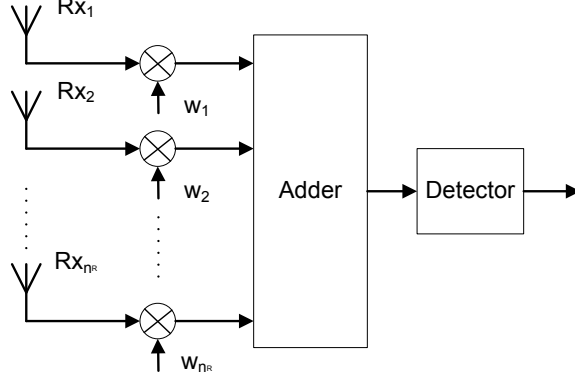 Rx1
w1
Rx2
w2
Adder
Detector
RxnR
wnR